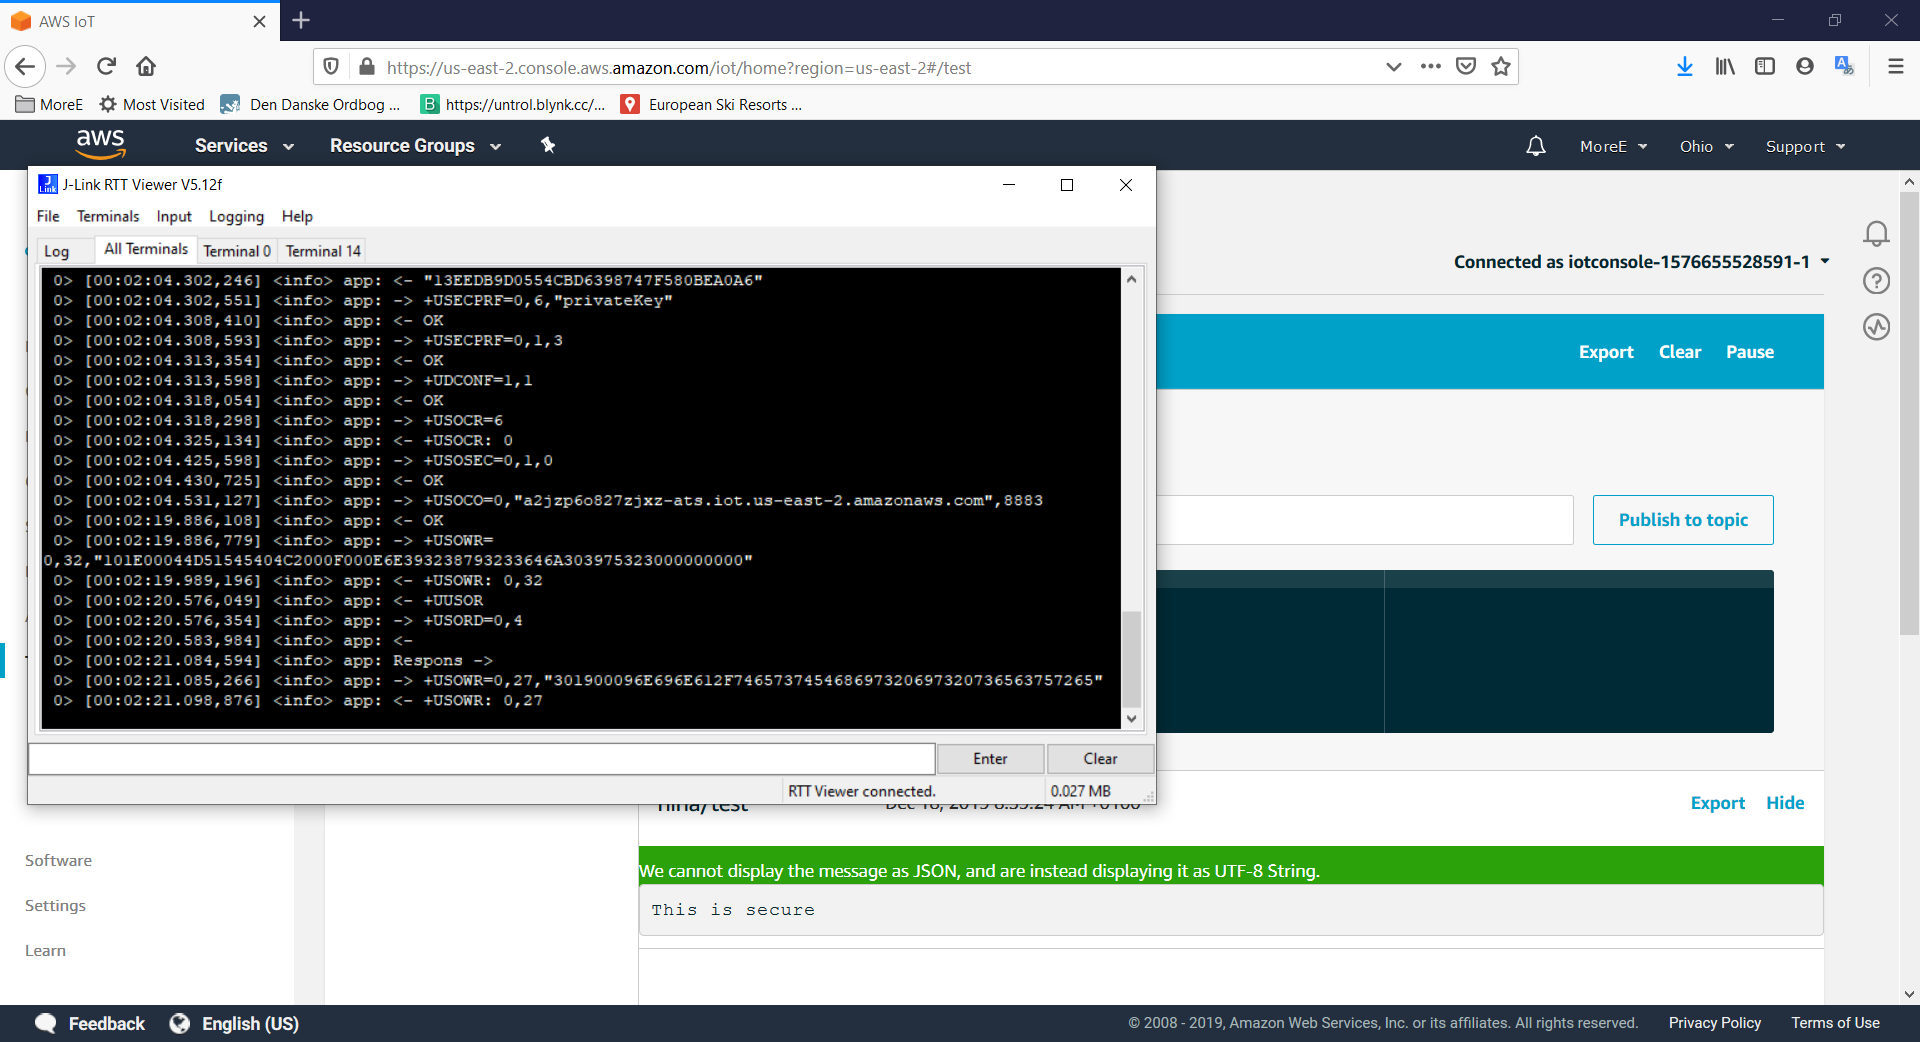 AWS IoT
https://us-east-2.console.aws.amazon.com/iot/home?region=us-east-2#/test
MoreE Most Visited Den Danske Ordbog ... B https://untrol.blynk.cc/... European Ski Resorts ...
aws Services Resource Groups MoreE Ohio Support
J-Link RTT Viewer V5.12f
File Terminals Input Logging Help
Log All Terminals Terminal 0 Terminal 14
Connected as iotconsole-1576655528591-1
0> [00:02:04.302,246] <info> app: <- "13EEDB9D0554CBD6398747F580BEA0A6"
0> [00:02:04.302,551] <info> app: -> +USECPRF=0,6,"privateKey"
0> [00:02:04.308,410] <info> app: <- OK
0> [00:02:04.308,593] <info> app: -> +USECPRF=0,1,3
0> [00:02:04.313,354] <info> app: <- OK
0> [00:02:04.313,598] <info> app: -> +UDCONF=1,1
0> [00:02:04.318,054] <info> app: <- OK
0> [00:02:04.318,298] <info> app: -> +USOCR=6
0> [00:02:04.325,134] <info> app: <- +USOCR: 0
0> [00:02:04.425,598] <info> app: -> +USOSEC=0,1,0
0> [00:02:04.430,725] <info> app: <- OK
0> [00:02:04.531,127] <info> app: -> +USOCO=0,"a2jzp6o827zjxz-ats.iot.us-east-2.amazonaws.com",8883
0> [00:02:19.886,108] <info> app: <- OK
0> [00:02:19.886,779] <info> app: -> +USOWR=
0,32,"101E00044D51545404C2000F000E6E393238793233646A303975323000000000"
0> [00:02:19.989,196] <info> app: <- +USOWR: 0,32
0> [00:02:20.576,049] <info> app: <- +UUSOR
0> [00:02:20.576,354] <info> app: -> +USORD=0,4
0> [00:02:20.583,984] <info> app: <-
0> [00:02:21.084,594] <info> app: Respons ->
0> [00:02:21.085,266] <info> app: -> +USOWR=0,27,"301900096E696E612F746573745468697320697320736563757265"
0> [00:02:21.098,876] <info> app: <- +USOWR: 0,27
Enter Clear
RTT Viewer connected. 0.027 MB
Export Clear Pause
Publish to topic
nina/test Dec 18, 2019 8:55:24 AM +0100
Export Hide
We cannot display the message as JSON, and are instead displaying it as UTF-8 String.
This is secure
Software
Settings
Learn
Feedback English (US) © 2008 - 2019, Amazon Web Services, Inc. or its affiliates. All rights reserved. Privacy Policy Terms of Use